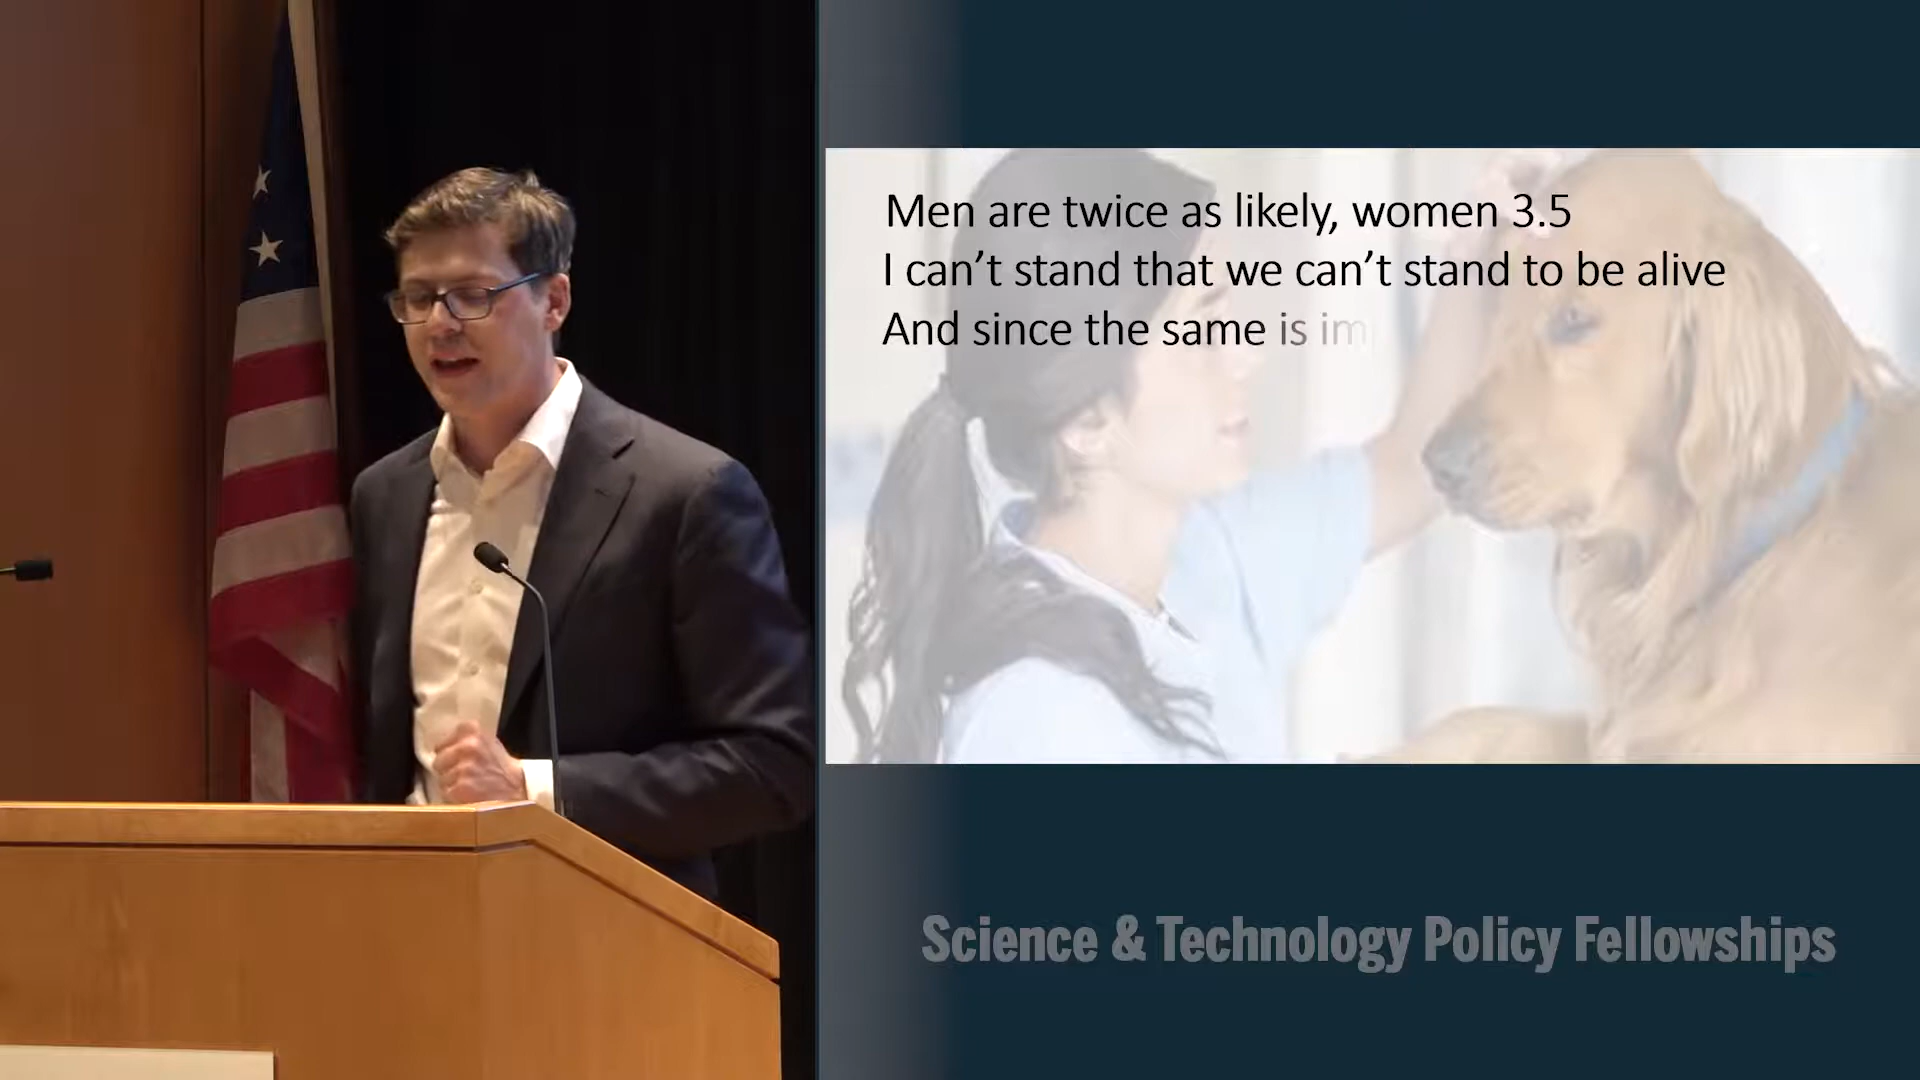 Men are twice as likely, women 3.5
I can't stand that we can't stand to be alive
And since the same is
Science & Technology Policy Fellowships